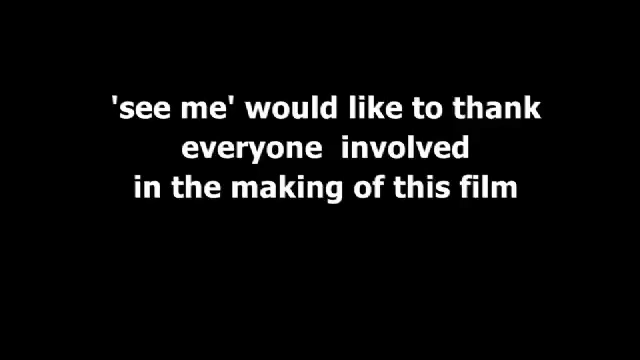 'see me' would like to thank
everyone  involved
in the making of this film